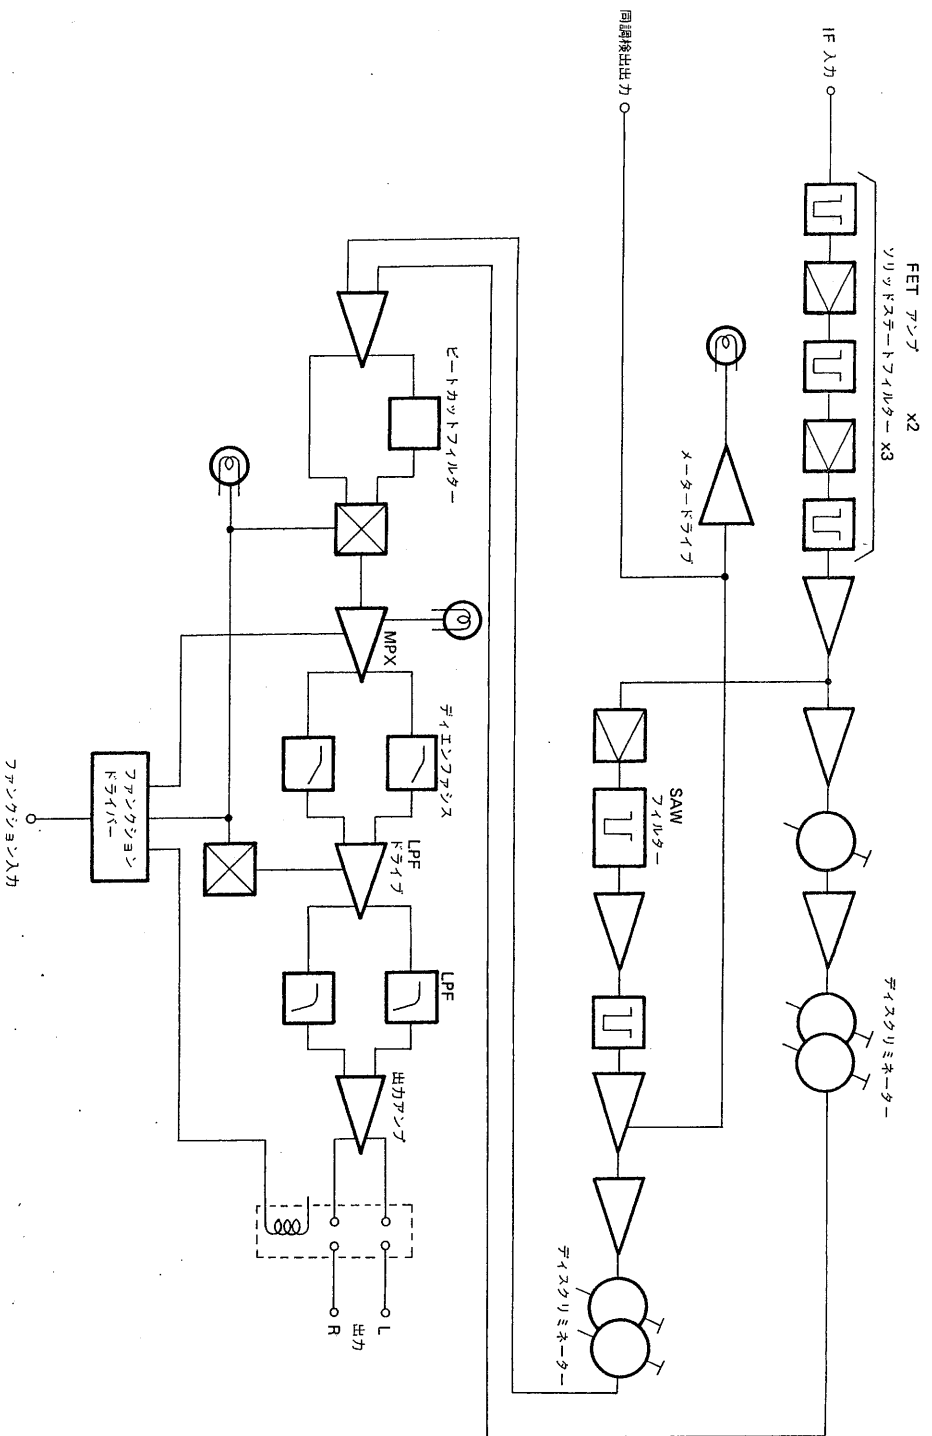 IF 入力
FET アンプ x2
ソリッドステートフィルター x3
ディスクリミネーター
同調検出出力
メータードライブ
SAW
フィルター
ディスクリミネーター
ビートカットフィルター
MPX
ディエンファシス
LPF
ドライブ
LPF
出力アンプ
L
出力
R
ファンクション
ドライバー
ファンクション入力